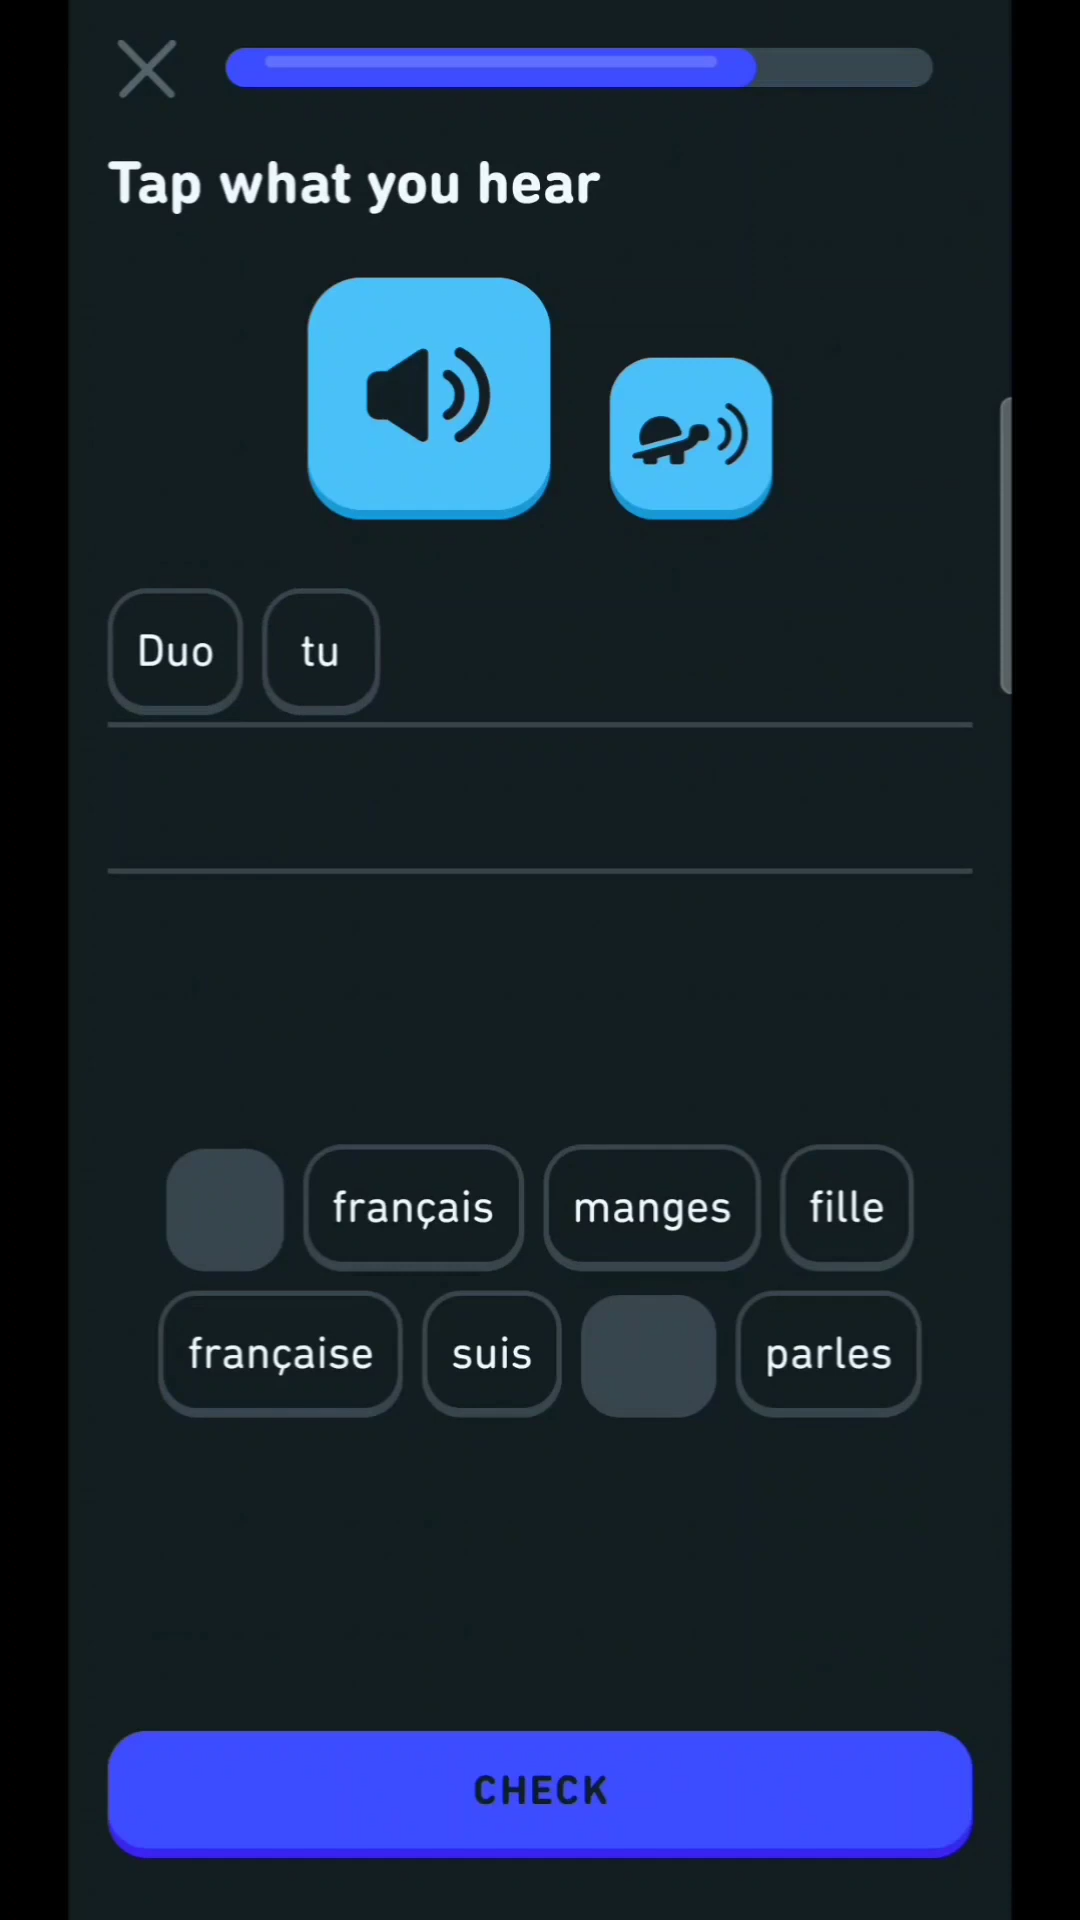 Tap what you hear
Duo tu
français manges fille
française suis parles
CHECK